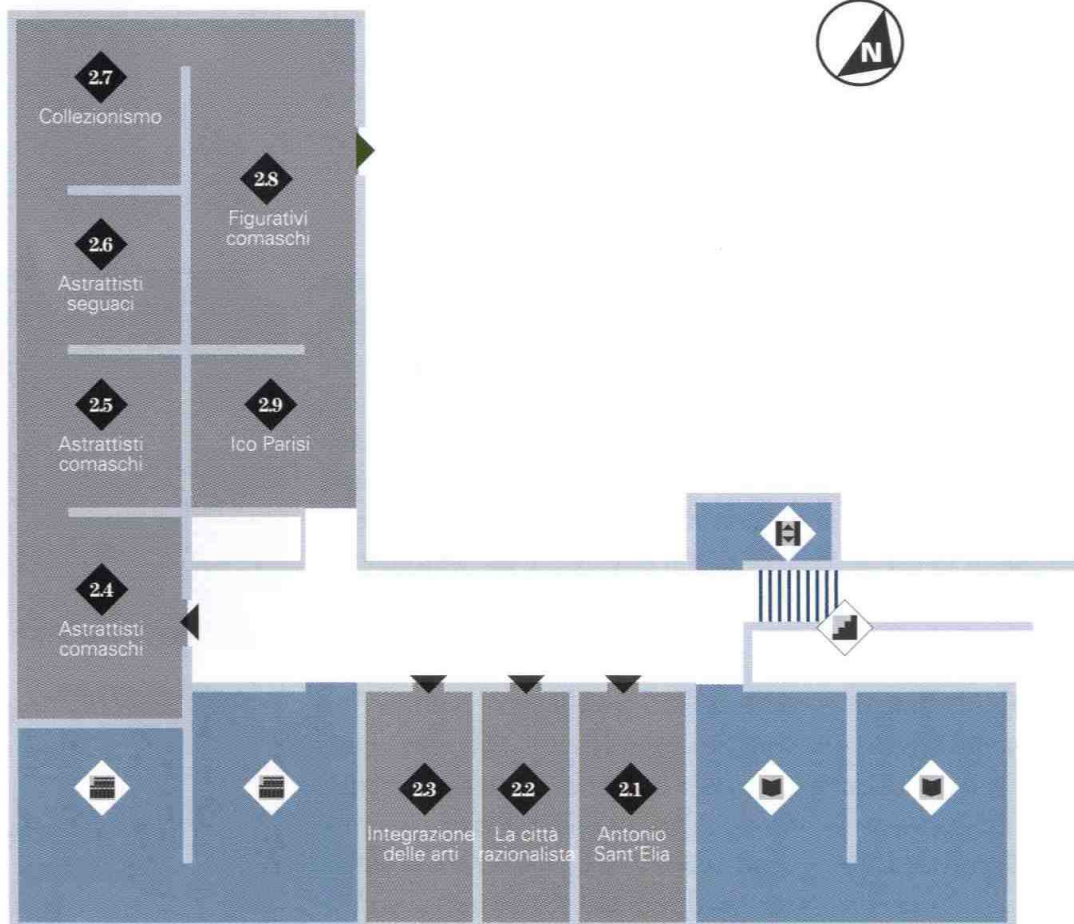 N
2.7
Collezionismo
2.8
Figurativi
comaschi
2.6
Astrattisti
seguaci
2.5
Astrattisti
comaschi
2.9
Ico Parisi
2.4
Astrattisti
comaschi
2.3
Integrazione
delle arti
2.2
La città
razionalista
2.1
Antonio
Sant'Elia